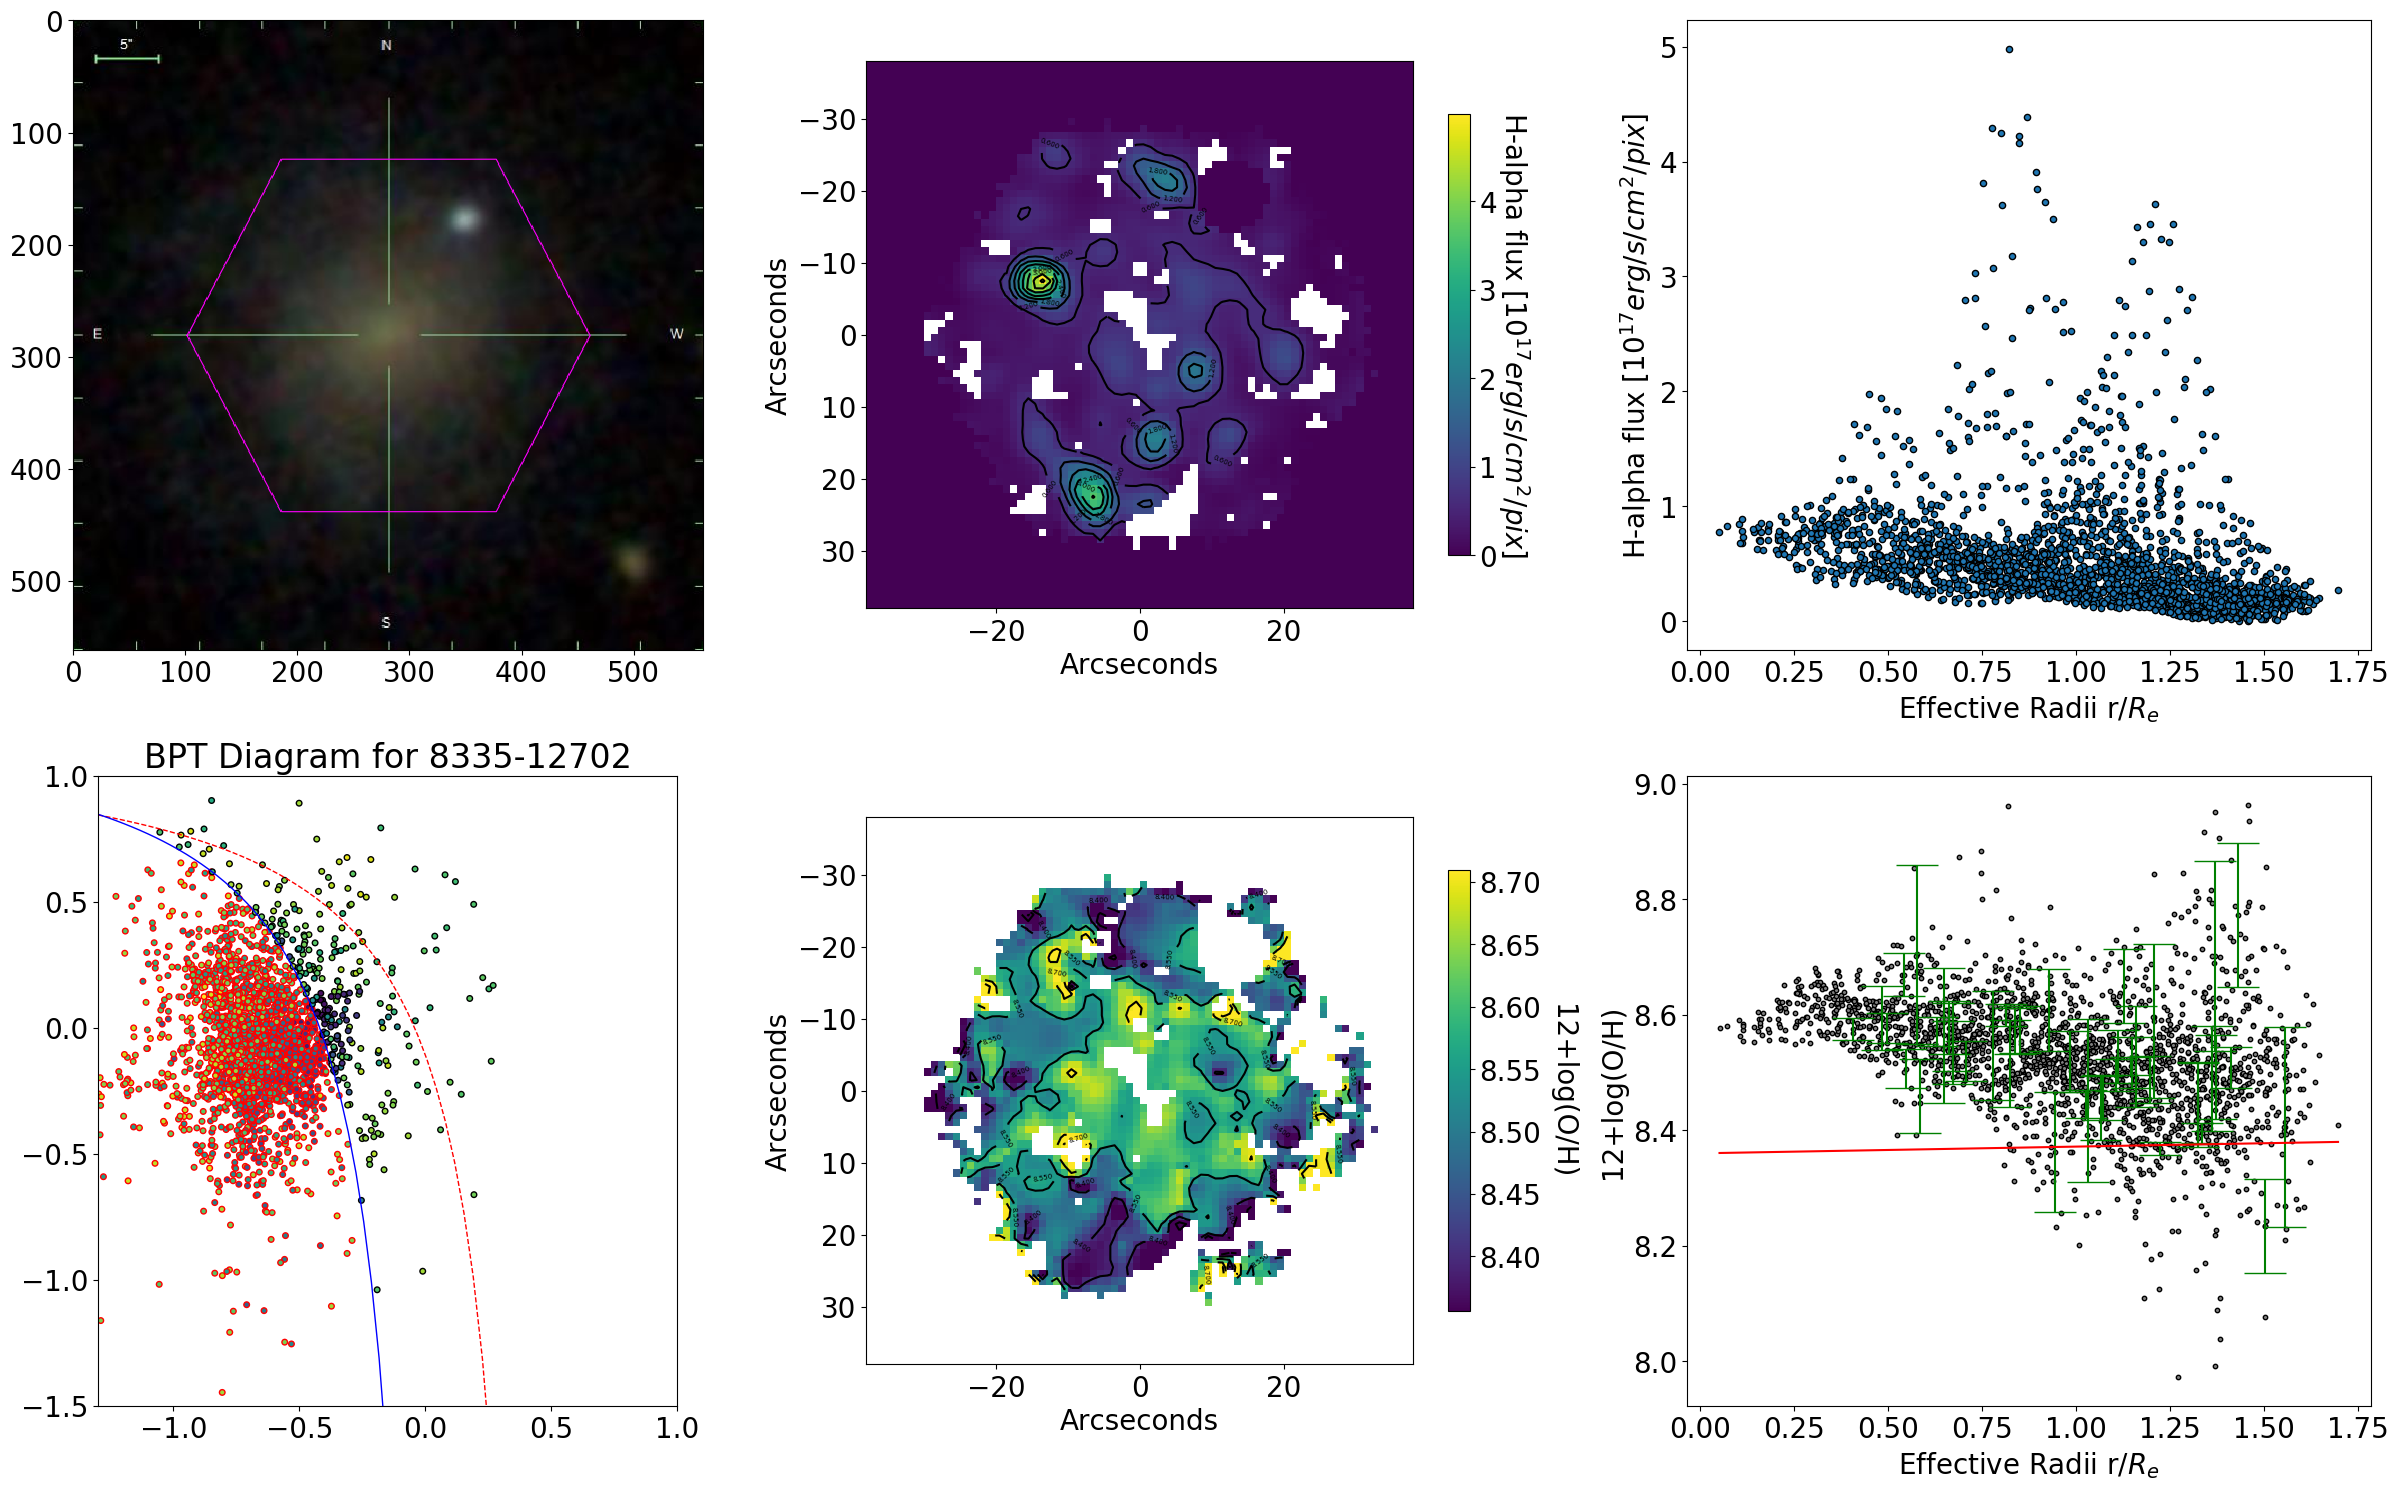 0
100
200
300
400
500
0 100 200 300 400 500
5"
N
E
W
S
−30
−20
−10
0
10
20
30
−20 0 20
Arcseconds
Arcseconds
4
3
2
1
0
H-alpha flux [10^17 erg/s/cm^2/pix]
5
4
3
2
1
0
H-alpha flux [10^17 erg/s/cm^2/pix]
0.00 0.25 0.50 0.75 1.00 1.25 1.50 1.75
Effective Radii r/R_e
BPT Diagram for 8335-12702
1.0
0.5
0.0
−0.5
−1.0
−1.5
−1.0 −0.5 0.0 0.5 1.0
−30
−20
−10
0
10
20
30
−20 0 20
Arcseconds
Arcseconds
8.70
8.65
8.60
8.55
8.50
8.45
8.40
12+log(O/H)
9.0
8.8
8.6
8.4
8.2
8.0
12+log(O/H)
0.00 0.25 0.50 0.75 1.00 1.25 1.50 1.75
Effective Radii r/R_e